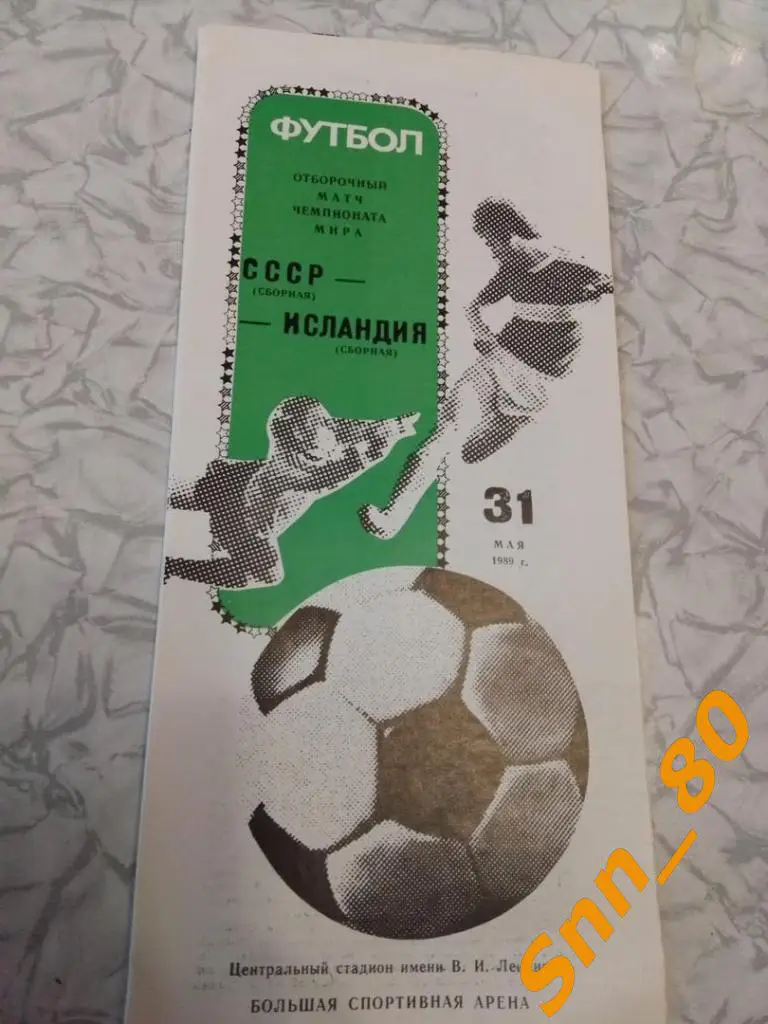 ФУТБОЛ
ОТБОРОЧНЫЙ
МАТЧ
ЧЕМПИОНАТА
МИРА
СССР —
(СБОРНАЯ)
— ИСЛАНДИЯ
(СБОРНАЯ)
31
МАЯ
1989 г.
Центральный стадион имени В. И.
БОЛЬШАЯ СПОРТИВНАЯ АРЕНА
Snn_80